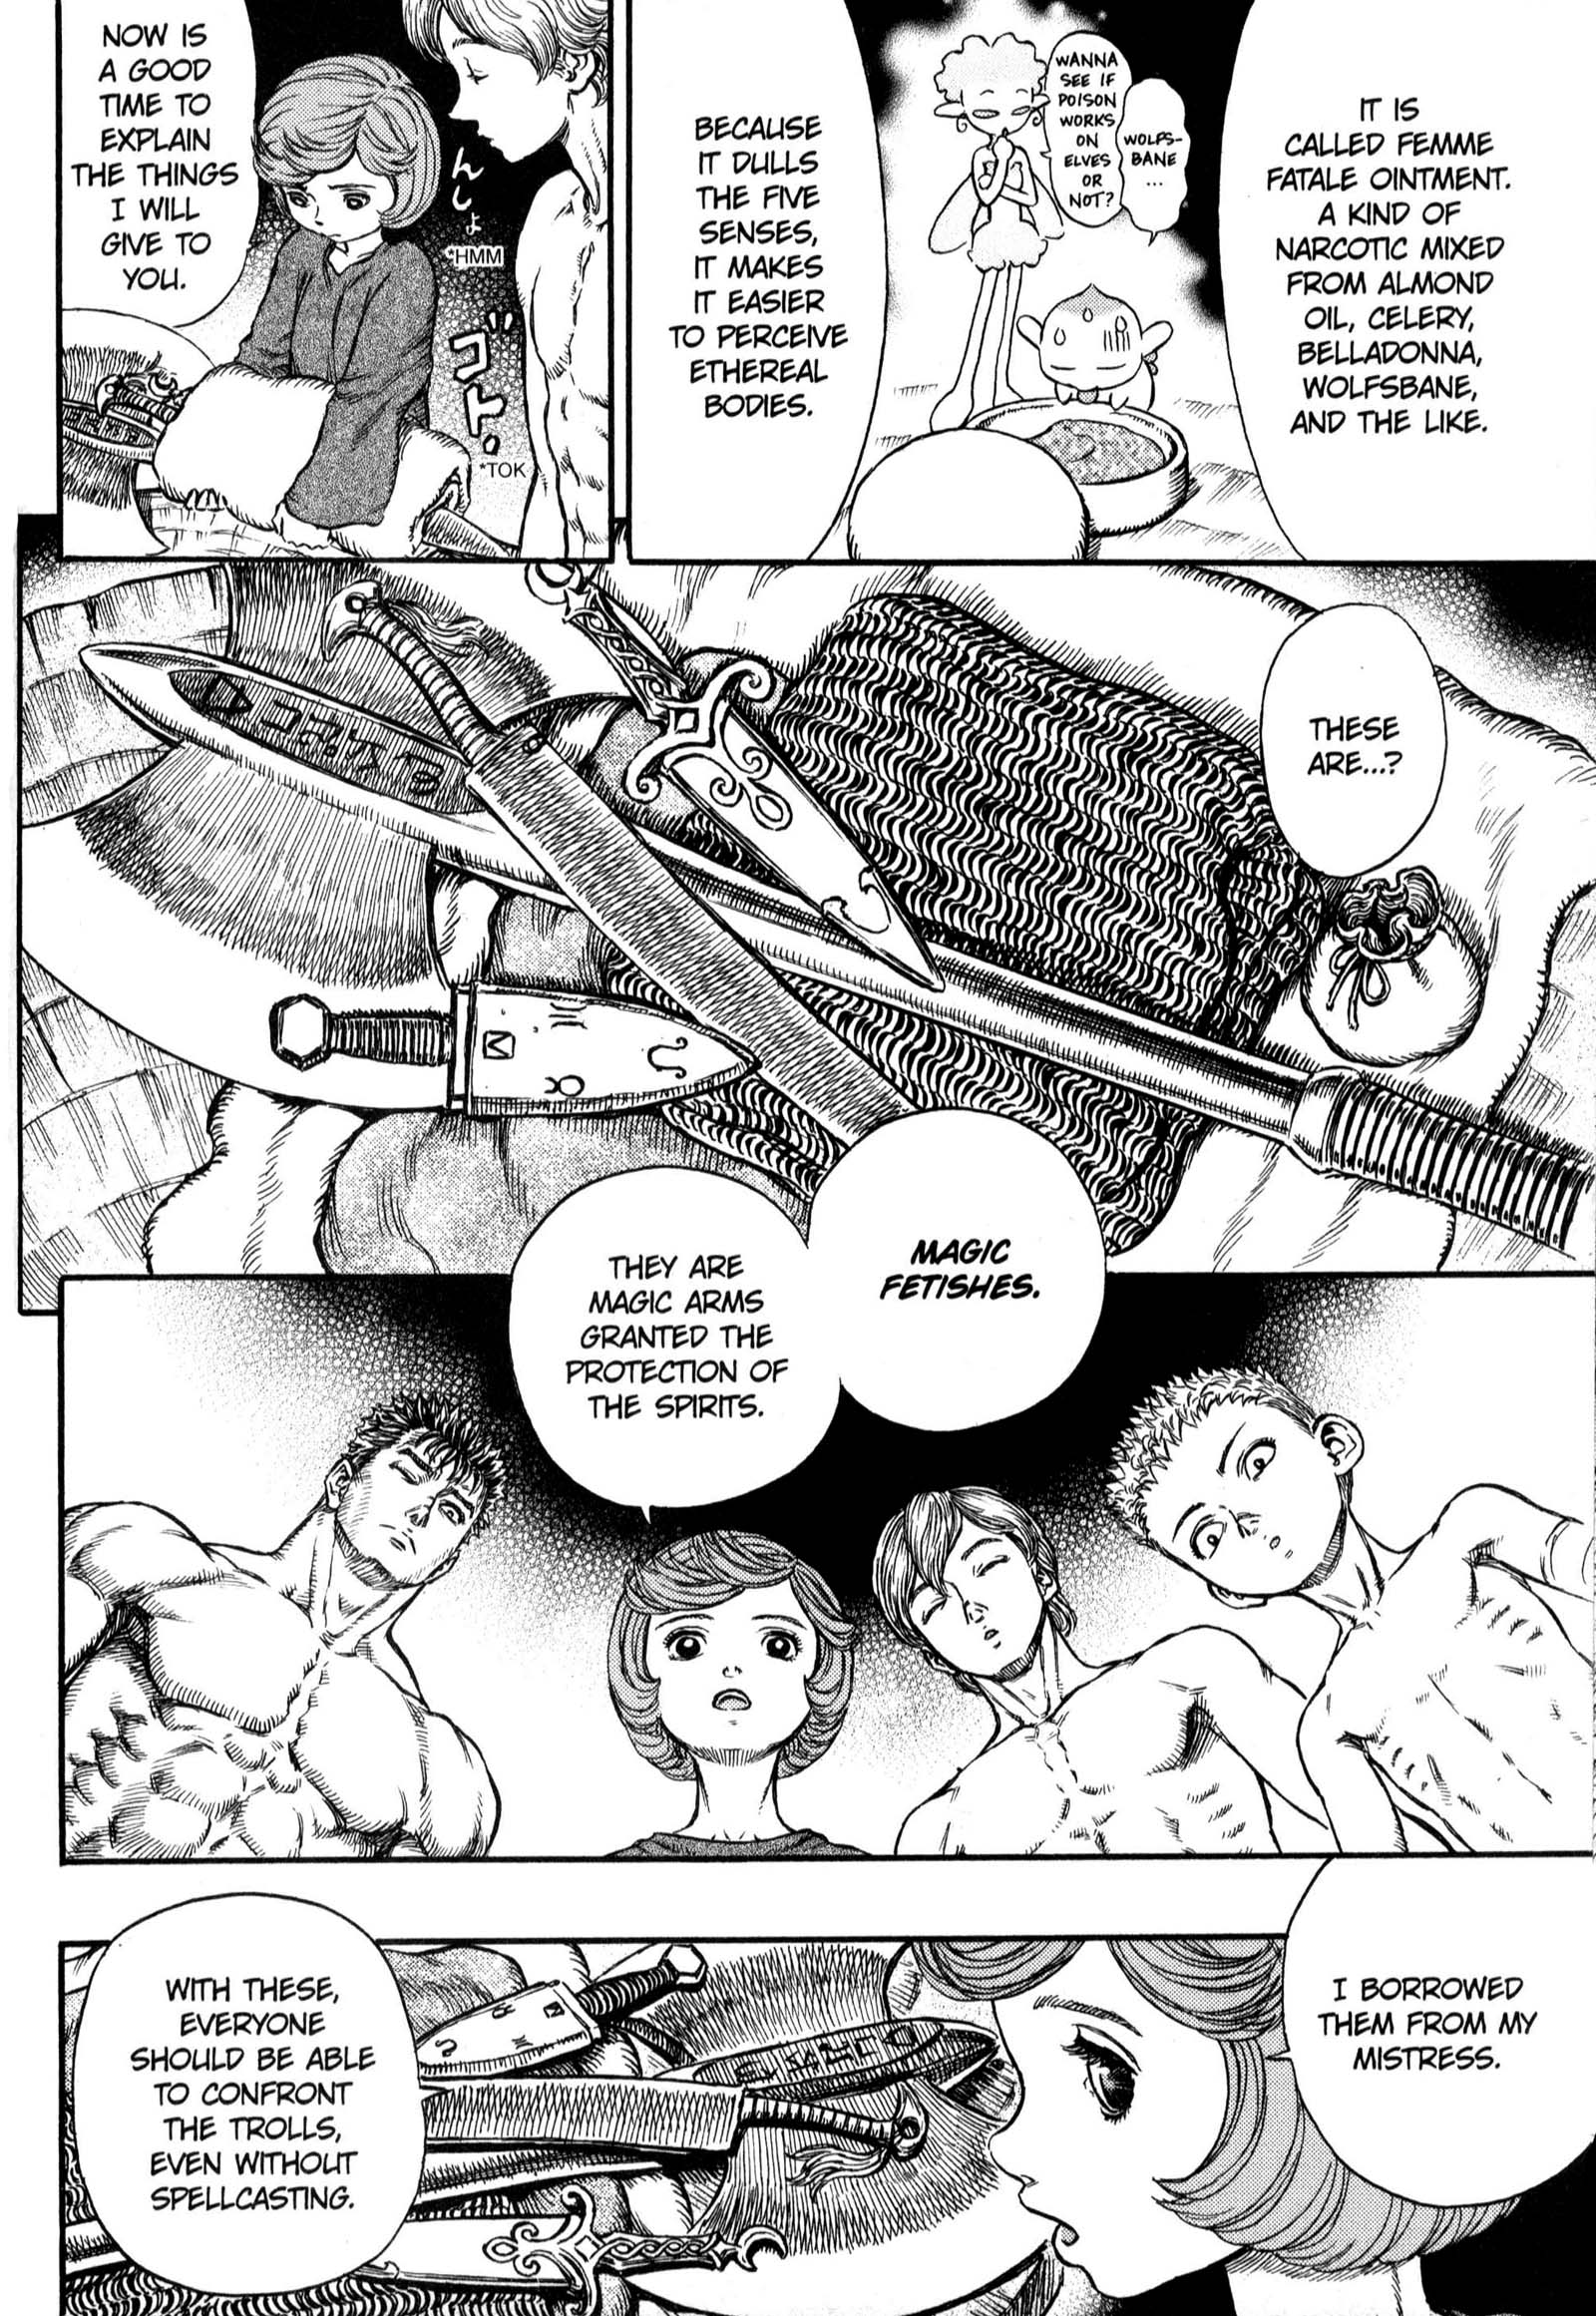 IT IS
CALLED FEMME
FATALE OINTMENT.
A KIND OF
NARCOTIC MIXED
FROM ALMOND
OIL, CELERY,
BELLADONNA,
WOLFSBANE,
AND THE LIKE.
WOLFS-
BANE
...
WANNA
SEE IF
POISON
WORKS
ON
ELVES
OR
NOT?
BECAUSE
IT DULLS
THE FIVE
SENSES,
IT MAKES
IT EASIER
TO PERCEIVE
ETHEREAL
BODIES.
んしょ
*HMM
ゴト.
*TOK
NOW IS
A GOOD
TIME TO
EXPLAIN
THE THINGS
I WILL
GIVE TO
YOU.
THESE
ARE...?
MAGIC
FETISHES.
THEY ARE
MAGIC ARMS
GRANTED THE
PROTECTION OF
THE SPIRITS.
I BORROWED
THEM FROM MY
MISTRESS.
WITH THESE,
EVERYONE
SHOULD BE ABLE
TO CONFRONT
THE TROLLS,
EVEN WITHOUT
SPELLCASTING.